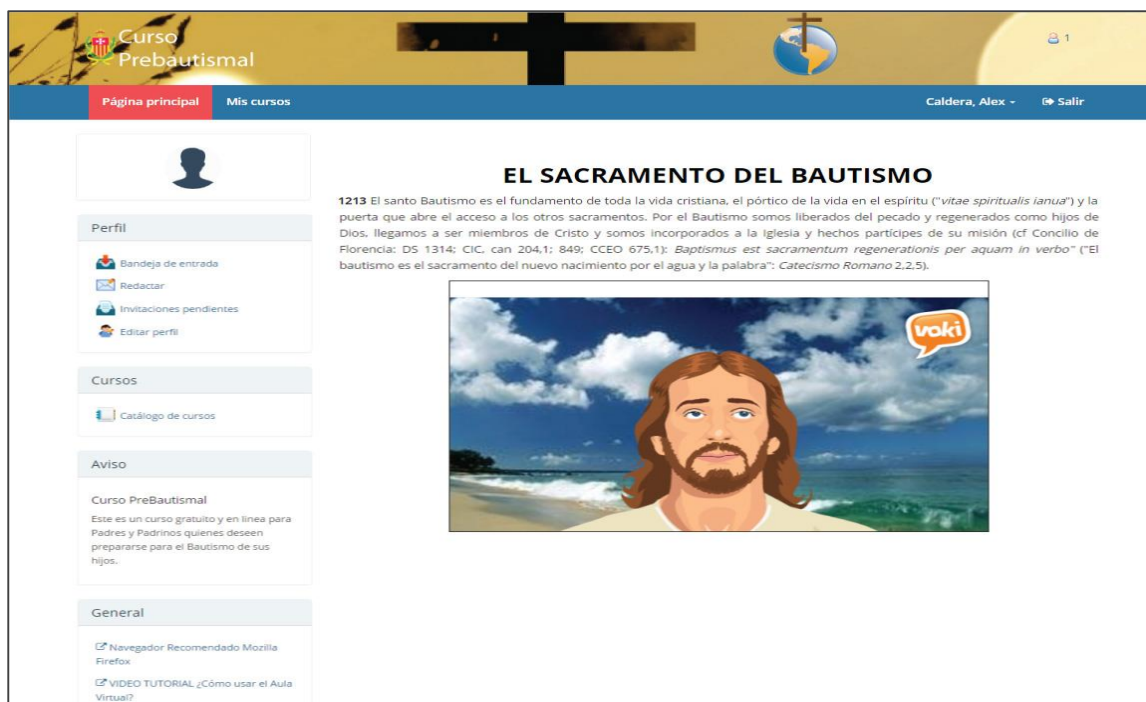 Curso
Prebautismal
1
Página principal
Mis cursos
Caldera, Alex
Salir
Perfil
Bandeja de entrada
Redactar
Invitaciones pendientes
Editar perfil
Cursos
Catálogo de cursos
Aviso
Curso PreBautismal
Este es un curso gratuito y en linea para
Padres y Padrinos quienes deseen
prepararse para el Bautismo de sus
hijos.
General
Navegador Recomendado Mozilla
Firefox
VIDEO TUTORIAL ¿Cómo usar el Aula
Virtual?
EL SACRAMENTO DEL BAUTISMO
1213 El santo Bautismo es el fundamento de toda la vida cristiana, el pórtico de la vida en el espíritu ("vitae spiritualis ianua") y la
puerta que abre el acceso a los otros sacramentos. Por el Bautismo somos liberados del pecado y regenerados como hijos de
Dios, llegamos a ser miembros de Cristo y somos incorporados a la Iglesia y hechos partícipes de su misión (cf Concilio de
Florencia: DS 1314; CIC, can 204,1; 849; CCEO 675,1): Baptismus est sacramentum regenerationis per aquam in verbo" ("El
bautismo es el sacramento del nuevo nacimiento por el agua y la palabra": Catecismo Romano 2,2,5).
voki